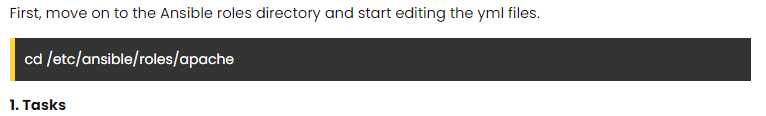 First, move on to the Ansible roles directory and start editing the yml files.
cd /etc/ansible/roles/apache
1. Tasks